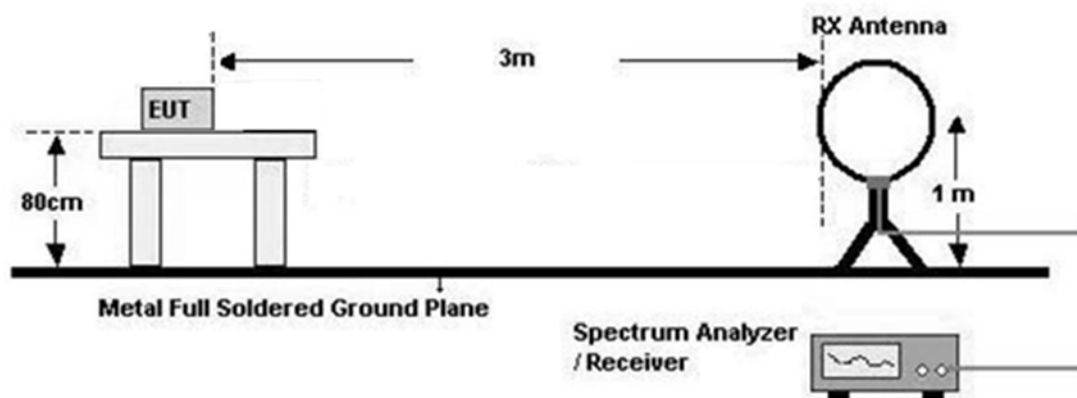 RX Antenna
3m
EUT
80cm
1 m
Metal Full Soldered Ground Plane
Spectrum Analyzer
/ Receiver